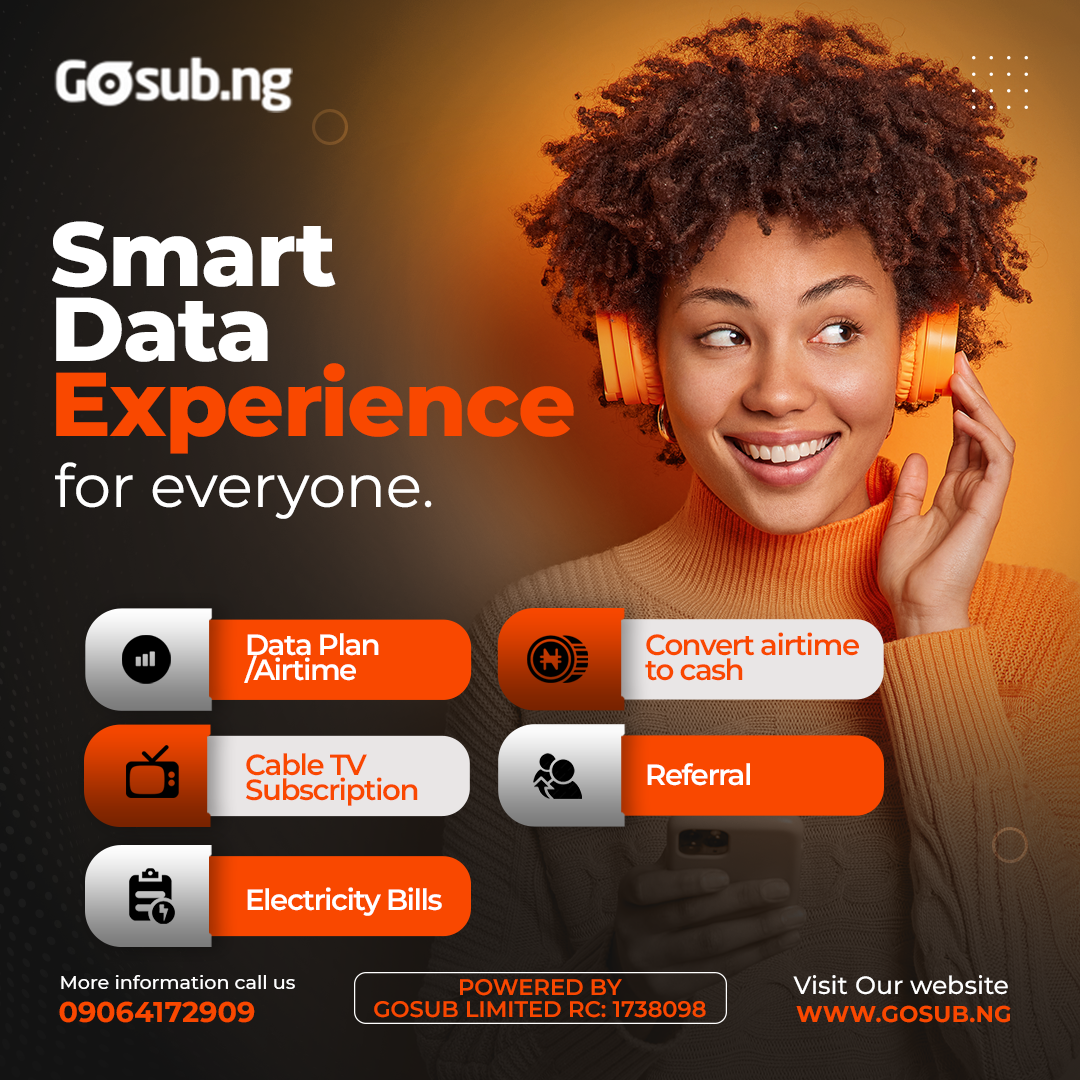 Gosub.ng
Smart
Data
Experience
for everyone.
Data Plan
/Airtime
Convert airtime
to cash
Cable TV
Subscription
Referral
Electricity Bills
More information call us
09064172909
POWERED BY
GOSUB LIMITED RC: 1738098
Visit Our website
WWW.GOSUB.NG